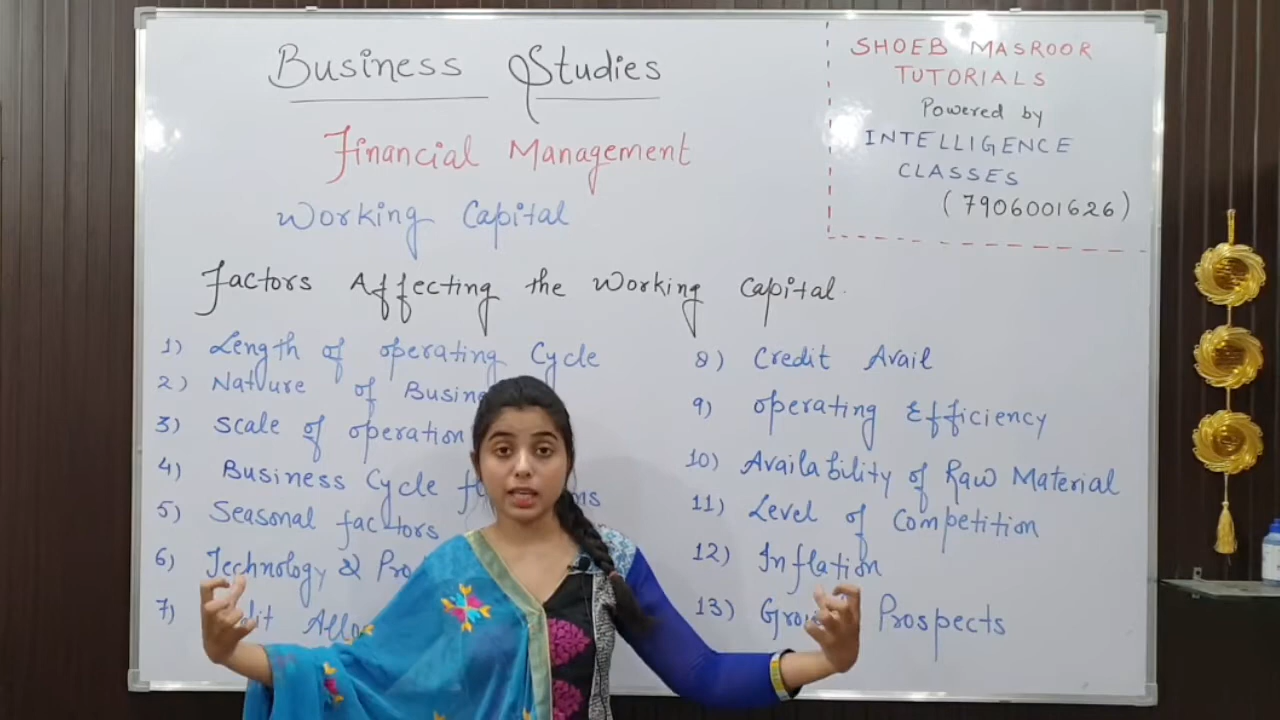 Business Studies
Financial Management
Working Capital
Factors Affecting the Working Capital.
1) Length of operating Cycle
2) Nature of
3) Scale of operation
4) Business Cycle
5) Seasonal factors
6) Technology &
7)
8) Credit Avail
9) Operating Efficiency
10) Availability of Raw Material
11) Level of Competition
12) Inflation
13) Prospects
SHOEB MASROOR
TUTORIALS
Powered by
INTELLIGENCE
CLASSES
(7906001626)